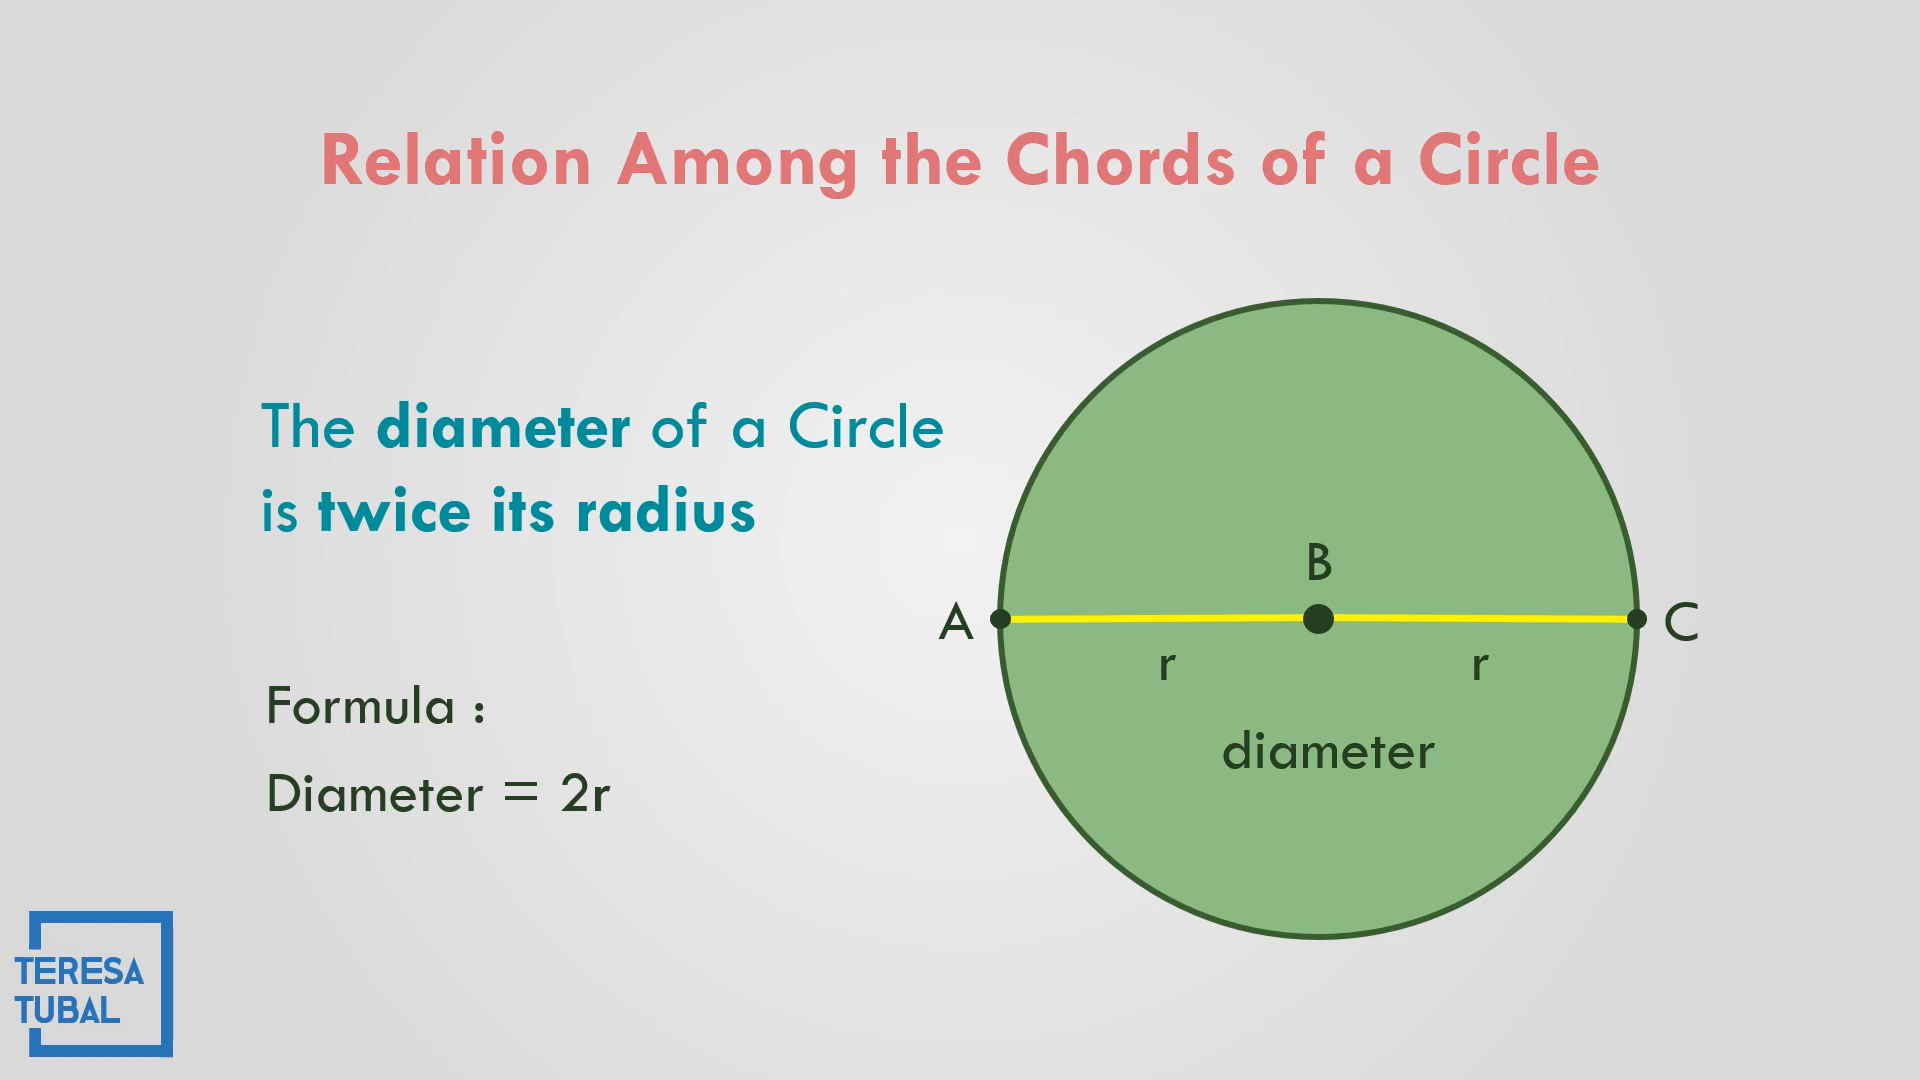 Relation Among the Chords of a Circle
The diameter of a Circle
is twice its radius
Formula :
Diameter = 2r
B
A
C
r
r
diameter
TERESA
TUBAL